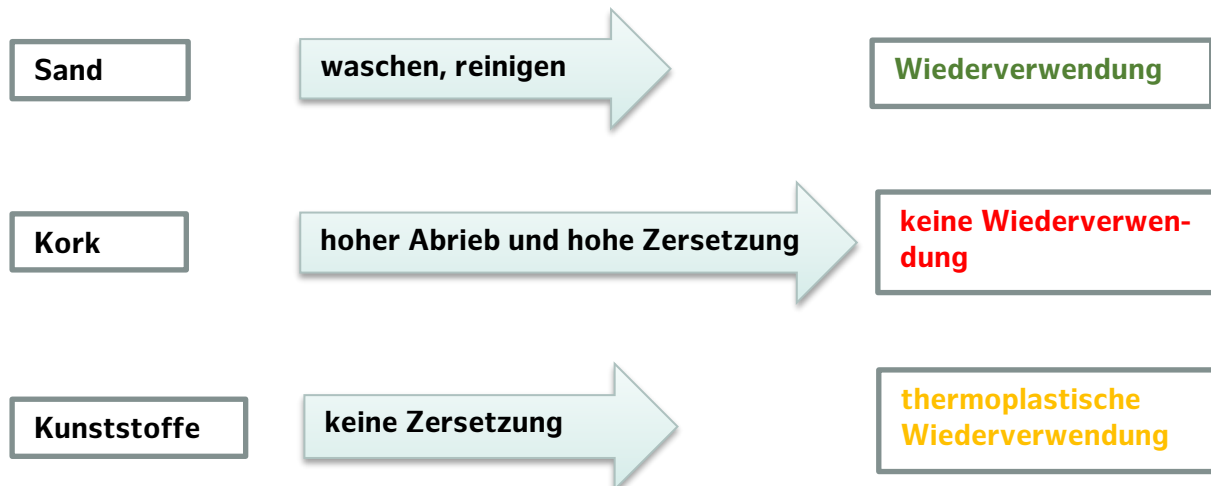 Sand
waschen, reinigen
Wiederverwendung
Kork
hoher Abrieb und hohe Zersetzung
keine Wiederverwen-
dung
Kunststoffe
keine Zersetzung
thermoplastische
Wiederverwendung